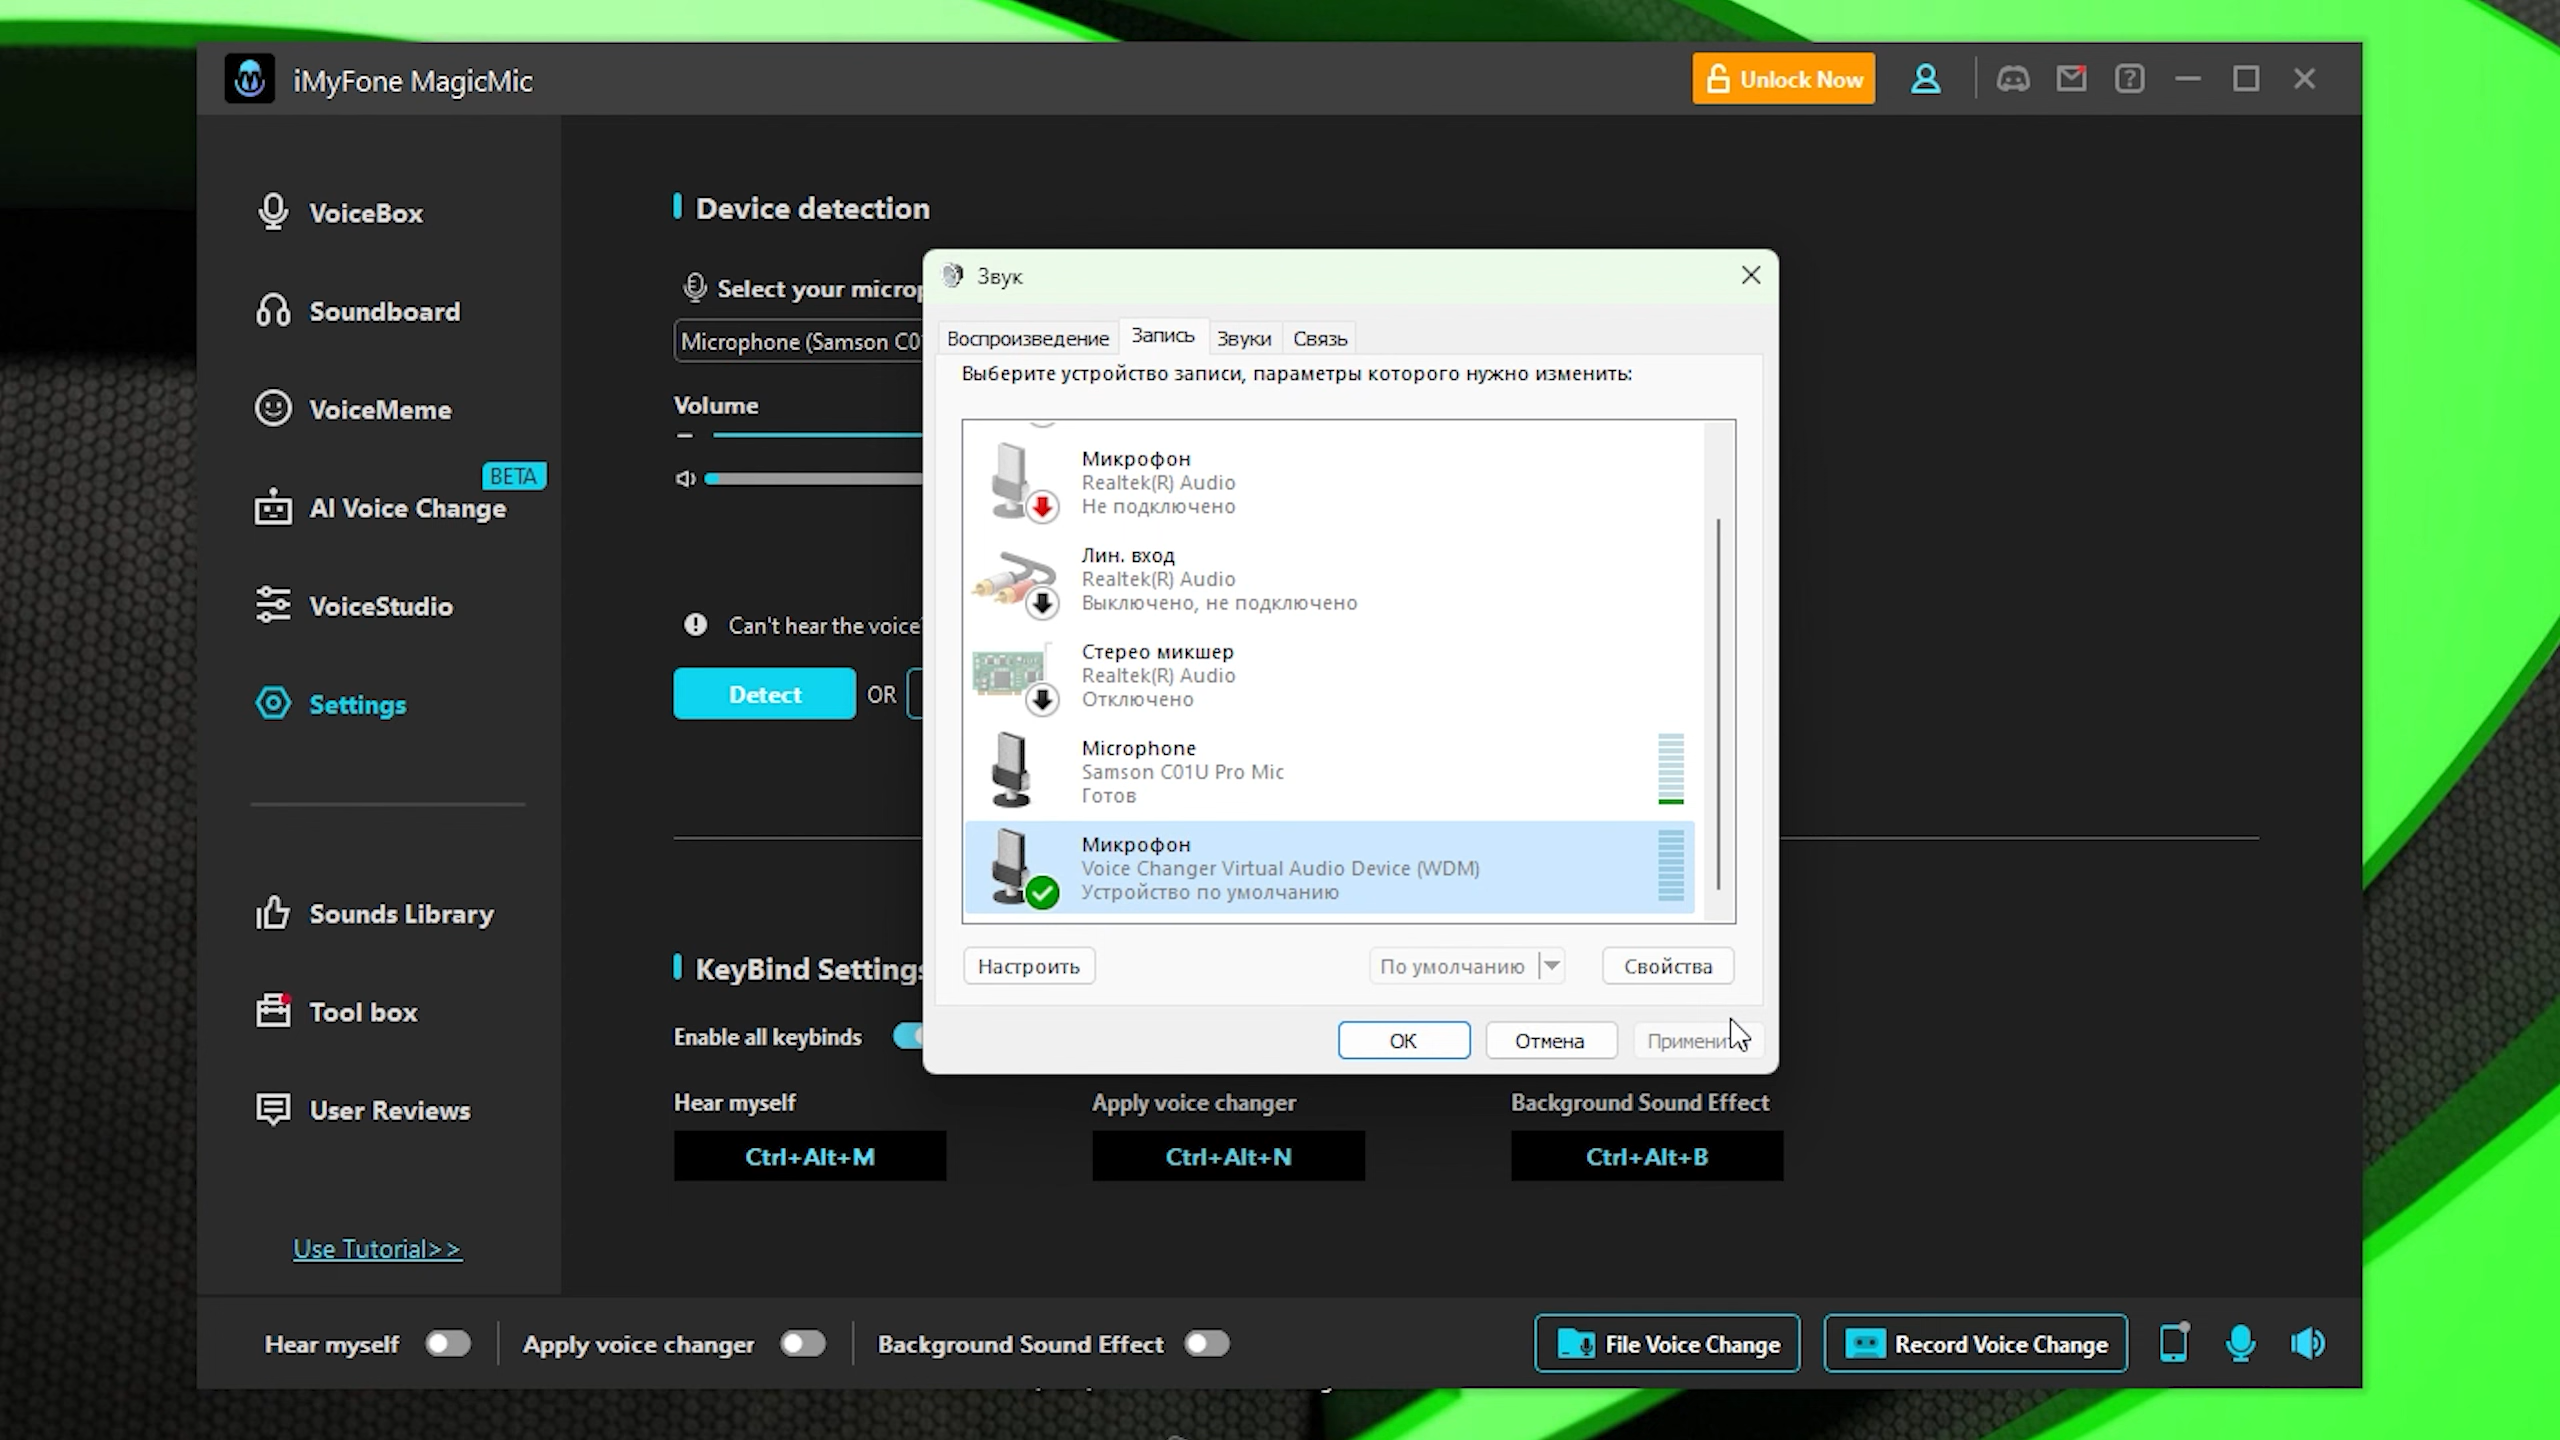 iMyFone MagicMic
Unlock Now
VoiceBox
Soundboard
VoiceMeme
BETA
AI Voice Change
VoiceStudio
Settings
Sounds Library
Tool box
User Reviews
Use Tutorial>>
Device detection
Select your microp
Microphone (Samson C0
Volume
Can't hear the voice
Detect
OR
KeyBind Settings
Enable all keybinds
Hear myself
Apply voice changer
Background Sound Effect
Ctrl+Alt+M
Ctrl+Alt+N
Ctrl+Alt+B
Звук
Воспроизведение
Запись
Звуки
Связь
Выберите устройство записи, параметры которого нужно изменить:
Микрофон
Realtek(R) Audio
Не подключено
Лин. вход
Realtek(R) Audio
Выключено, не подключено
Стерео микшер
Realtek(R) Audio
Отключено
Microphone
Samson C01U Pro Mic
Готов
Микрофон
Voice Changer Virtual Audio Device (WDM)
Устройство по умолчанию
Настроить
По умолчанию
Свойства
ОК
Отмена
Применить
Hear myself
Apply voice changer
Background Sound Effect
File Voice Change
Record Voice Change